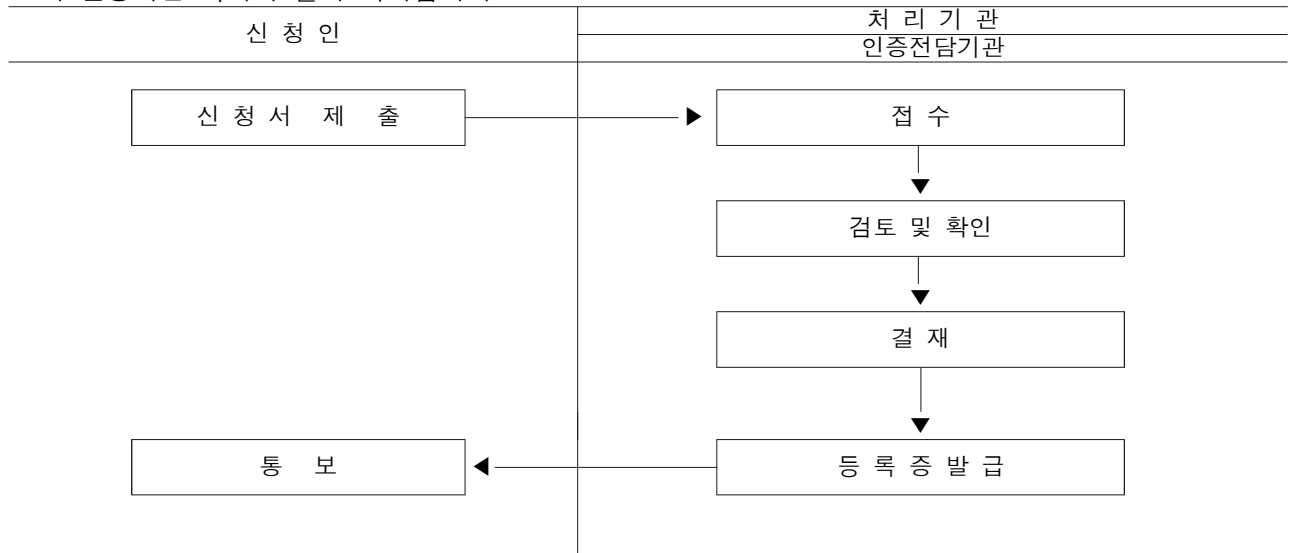 신 청 인
처 리 기 관
인증전담기관
신 청 서 제 출
접 수
검토 및 확인
결 재
통 보
등 록 증 발 급